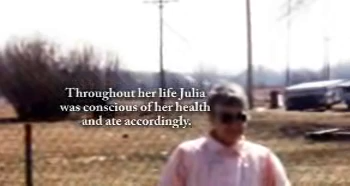 Throughout her life Julia
was conscious of her health
and ate accordingly.